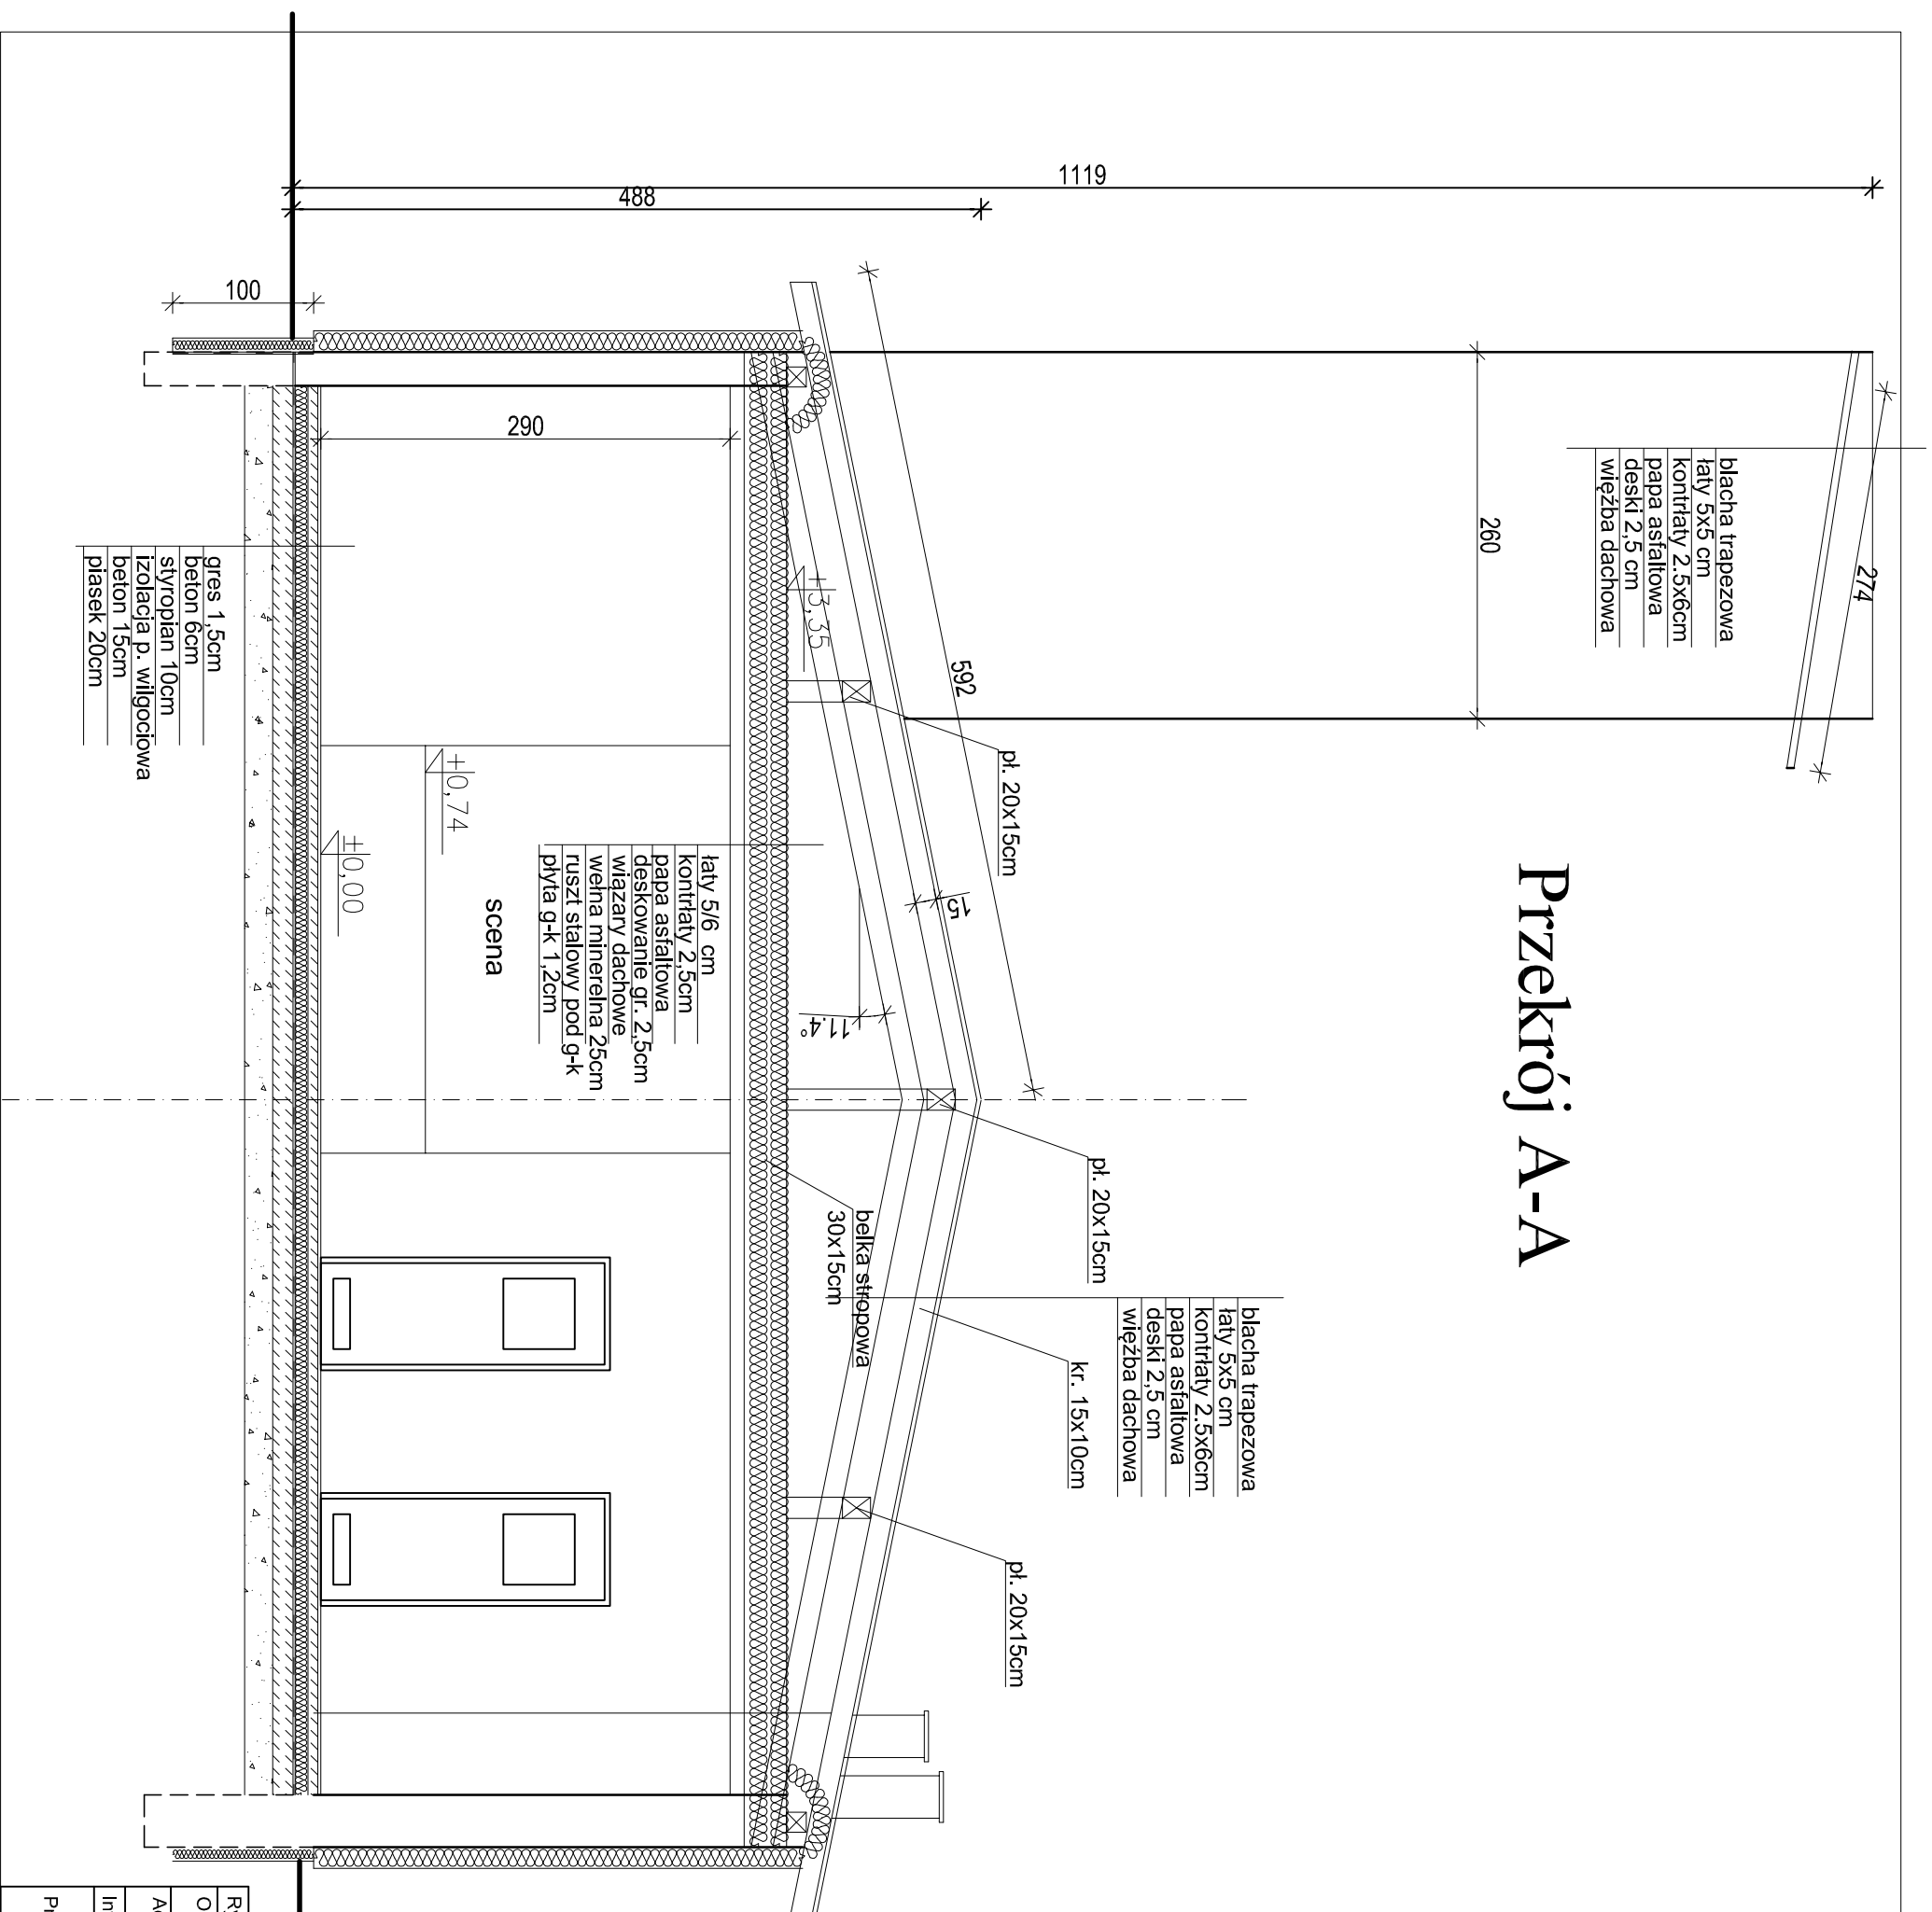 Przekrój A-A
1119
488
100
290
260
274
592
15
11.4°
blacha trapezowa
łaty 5x5 cm
kontrłaty 2.5x6cm
papa asfaltowa
deski 2,5 cm
więźba dachowa
+3,35
pł. 20x15cm
pł. 20x15cm
pł. 20x15cm
kr. 15x10cm
belka stropowa
30x15cm
blacha trapezowa
łaty 5x5 cm
kontrłaty 2.5x6cm
papa asfaltowa
deski 2,5 cm
więźba dachowa
łaty 5/6 cm
kontrłaty 2,5cm
papa asfaltowa
deskowanie gr. 2,5cm
wiązary dachowe
wełna minerelna 25cm
ruszt stalowy pod g-k
płyta g-k 1,2cm
scena
+0,74
±0,00
gres 1,5cm
beton 6cm
styropian 10cm
izolacja p. wilgociowa
beton 15cm
piasek 20cm